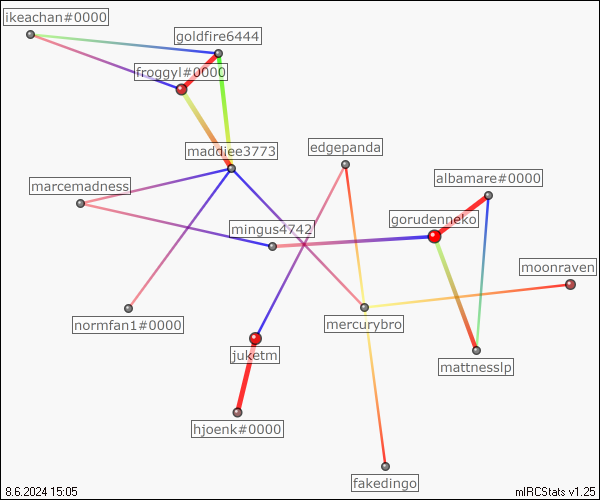 ikeachan#0000
goldfire6444
froggyl#0000
maddiee3773
edgepanda
marcemadness
albamare#0000
gorudenneko
mingus4742
moonraven
normfan1#0000
mercurybro
juketm
mattnesslp
hjoenk#0000
fakedingo
8.6.2024 15:05
mIRCStats v1.25